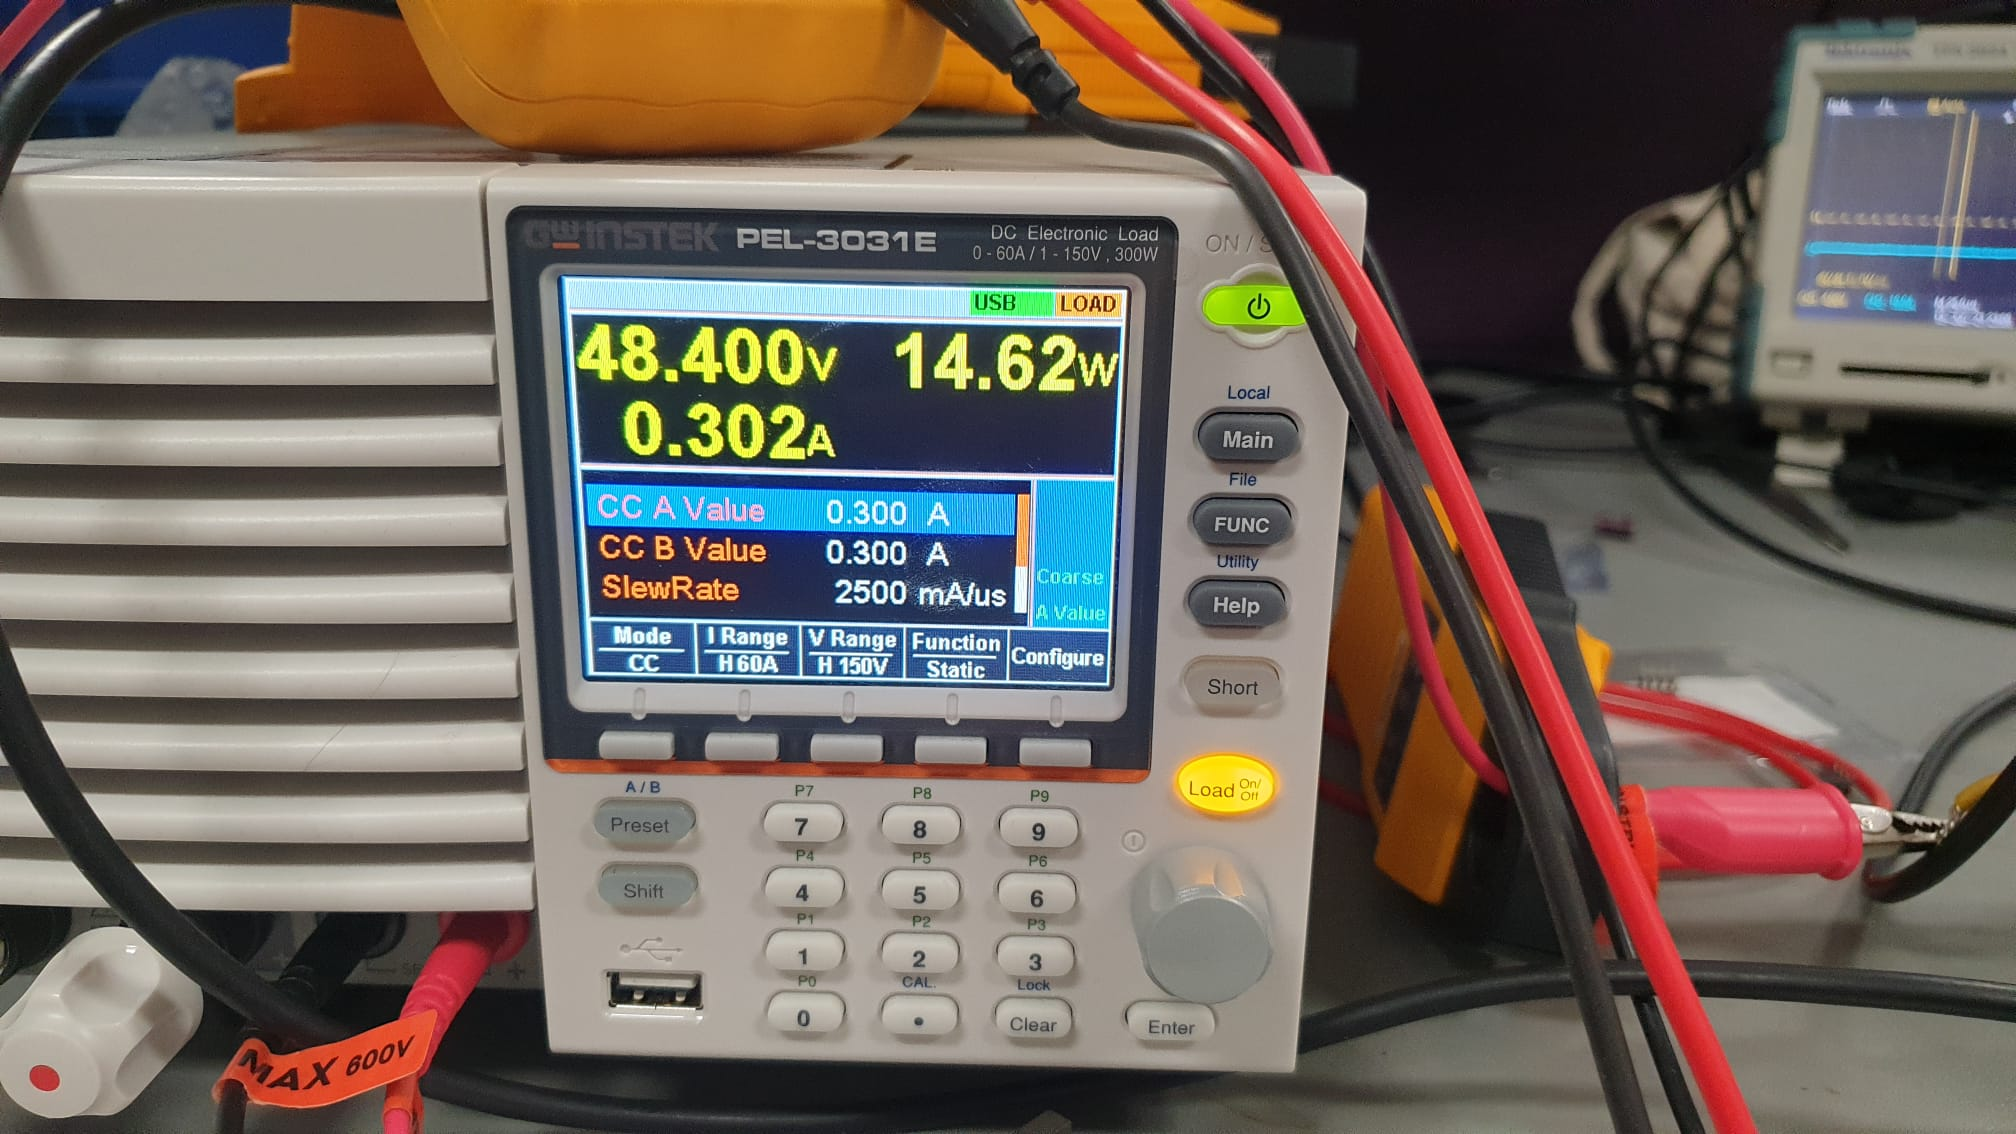 GWINSTEK PEL-3031E
DC Electronic Load
0 - 60A / 1 - 150V , 300W
ON / S
USB LOAD
48.400V 14.62W
0.302A
CC A Value 0.300 A
CC B Value 0.300 A
SlewRate 2500 mA/us
Coarse
A Value
Mode I Range V Range Function Configure
CC H 60A H 150V Static
Local
Main
File
FUNC
Utility
Help
Short
Load On/Off
A / B
Preset
Shift
P7 P8 P9
7 8 9
P4 P5 P6
4 5 6
P1 P2 P3
1 2 3
P0 CAL. Lock
0 . Clear
Enter
MAX 600V
Tektronix